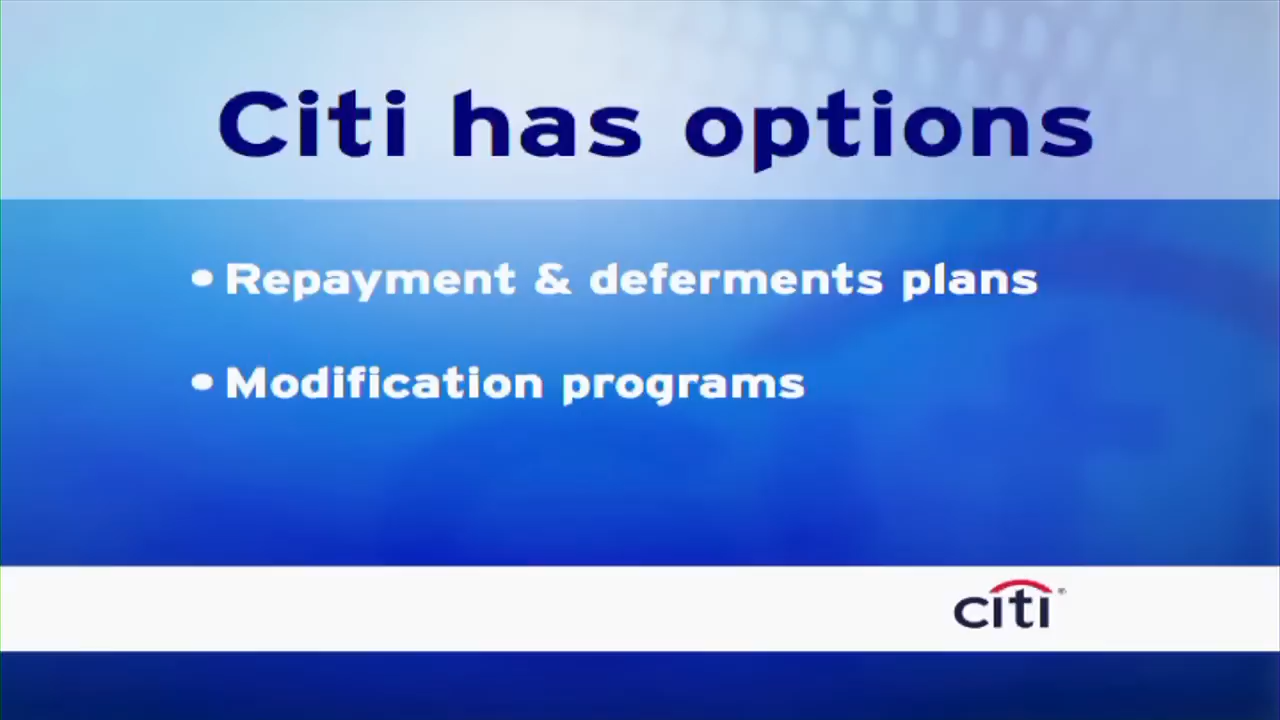 Citi has options
• Repayment & deferments plans
• Modification programs
citi®